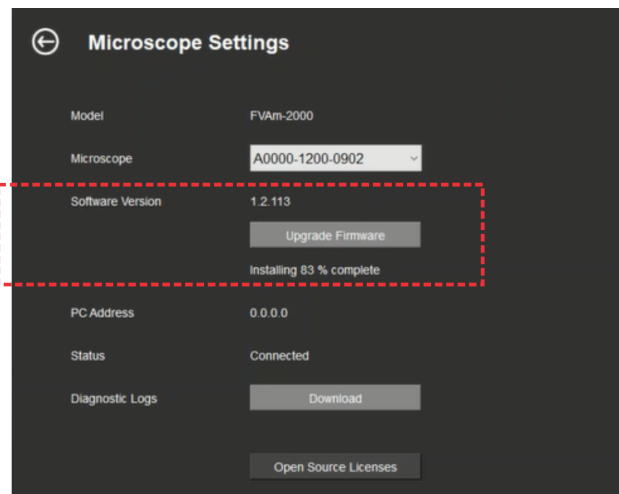 Microscope Settings
Model FVAm-2000
Microscope A0000-1200-0902
Software Version 1.2.113
Upgrade Firmware
Installing 83 % complete
PC Address 0.0.0.0
Status Connected
Diagnostic Logs Download
Open Source Licenses